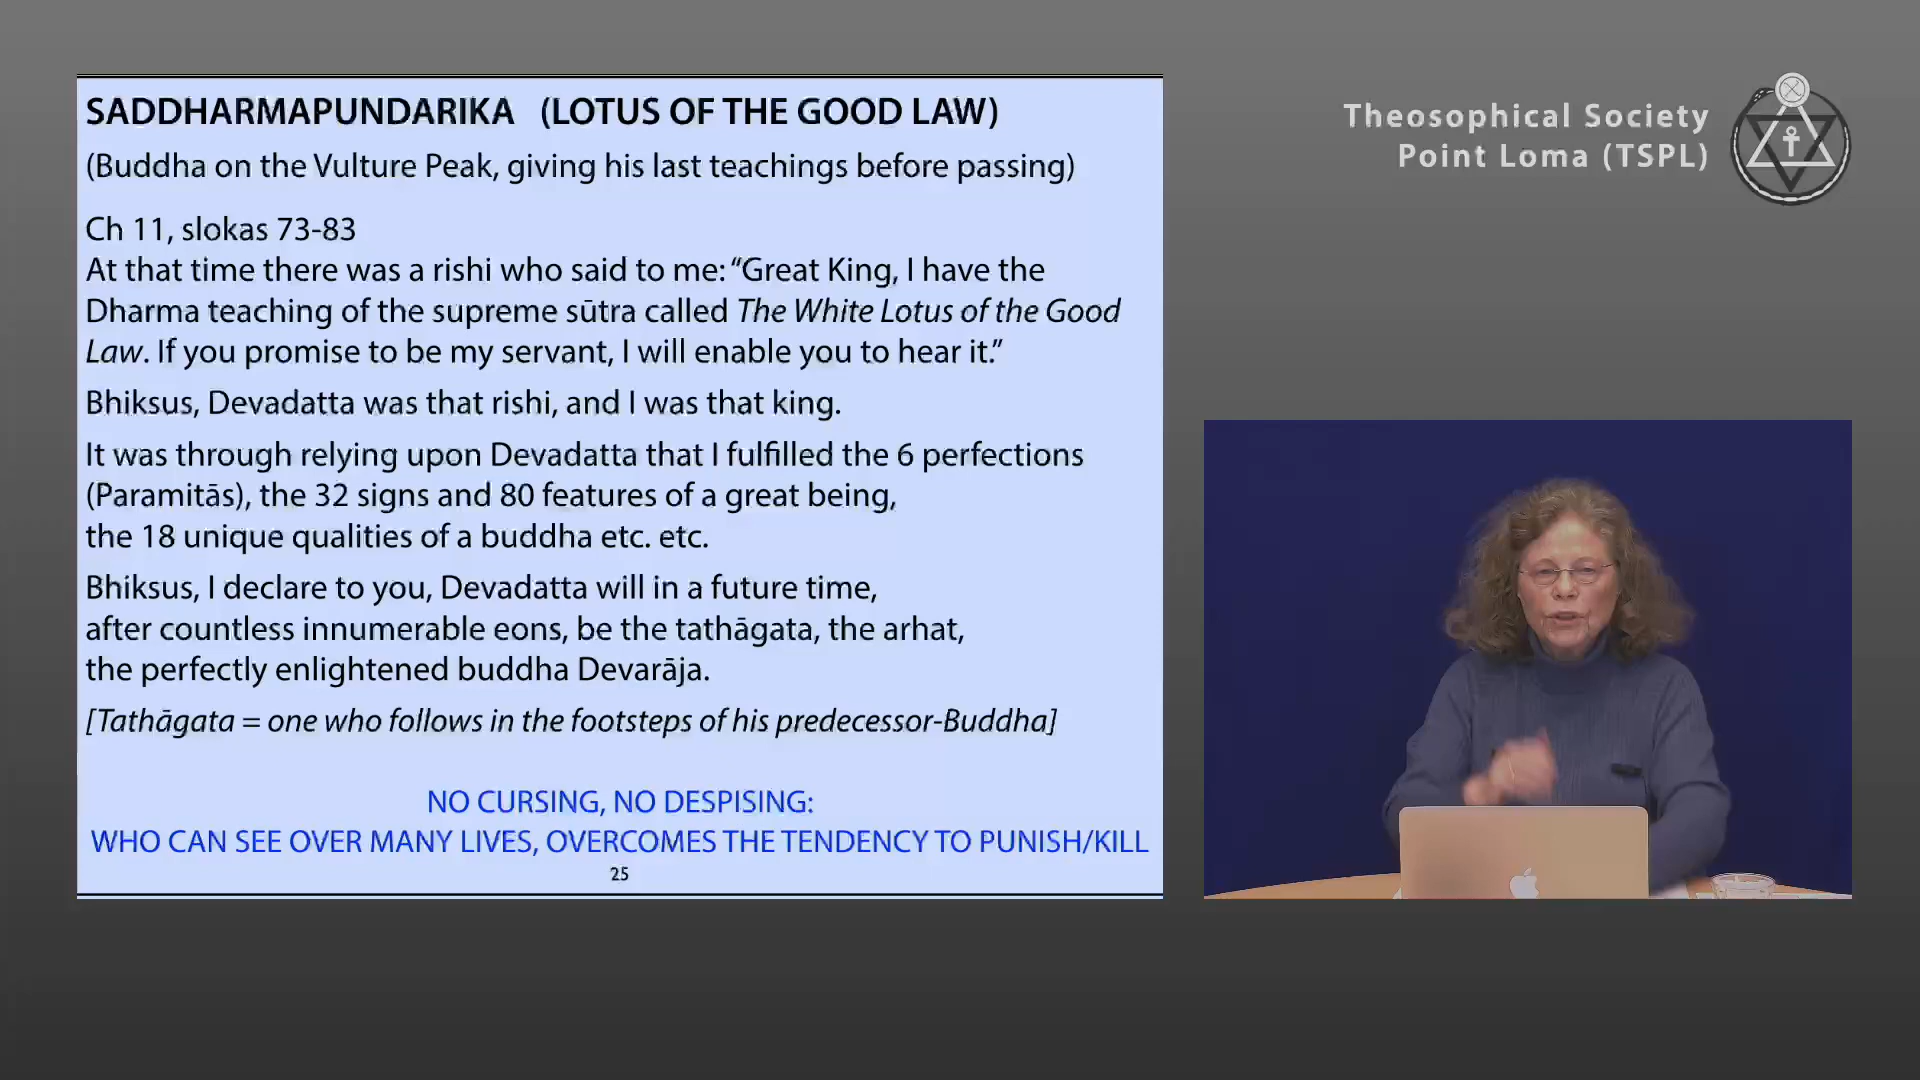 SADDHARMAPUNDARIKA (LOTUS OF THE GOOD LAW)
(Buddha on the Vulture Peak, giving his last teachings before passing)
Ch 11, slokas 73-83
At that time there was a rishi who said to me: “Great King, I have the
Dharma teaching of the supreme sūtra called The White Lotus of the Good
Law. If you promise to be my servant, I will enable you to hear it.”
Bhiksus, Devadatta was that rishi, and I was that king.
It was through relying upon Devadatta that I fulfilled the 6 perfections
(Paramitās), the 32 signs and 80 features of a great being,
the 18 unique qualities of a buddha etc. etc.
Bhiksus, I declare to you, Devadatta will in a future time,
after countless innumerable eons, be the tathāgata, the arhat,
the perfectly enlightened buddha Devarāja.
[Tathāgata = one who follows in the footsteps of his predecessor-Buddha]
NO CURSING, NO DESPISING:
WHO CAN SEE OVER MANY LIVES, OVERCOMES THE TENDENCY TO PUNISH/KILL
25
Theosophical Society
Point Loma (TSPL)